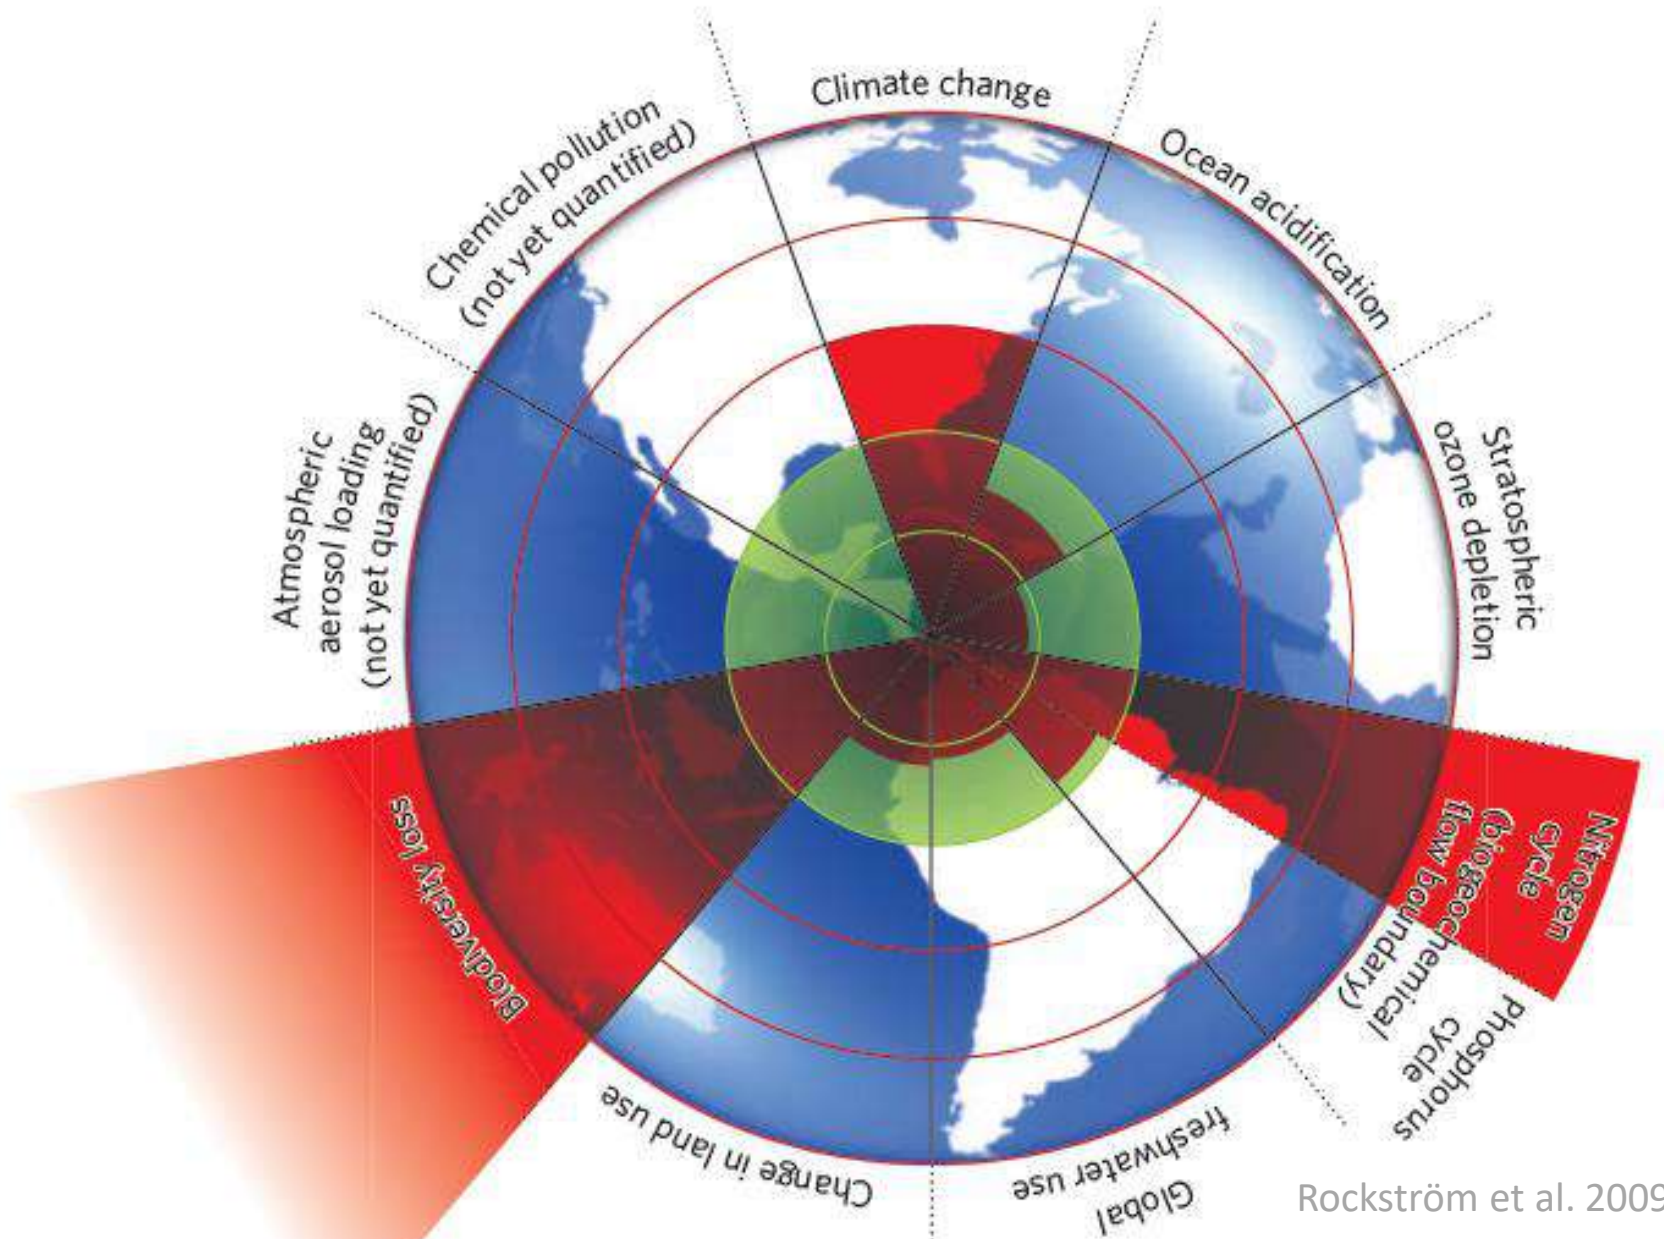 Climate change
Ocean acidification
Stratospheric
ozone depletion
Nitrogen
cycle
(biogeochemical
flow boundary)
Phosphorus
cycle
Global
freshwater use
Change in land use
Biodiversity loss
Atmospheric
aerosol loading
(not yet quantified)
Chemical pollution
(not yet quantified)
Rockström et al. 2009